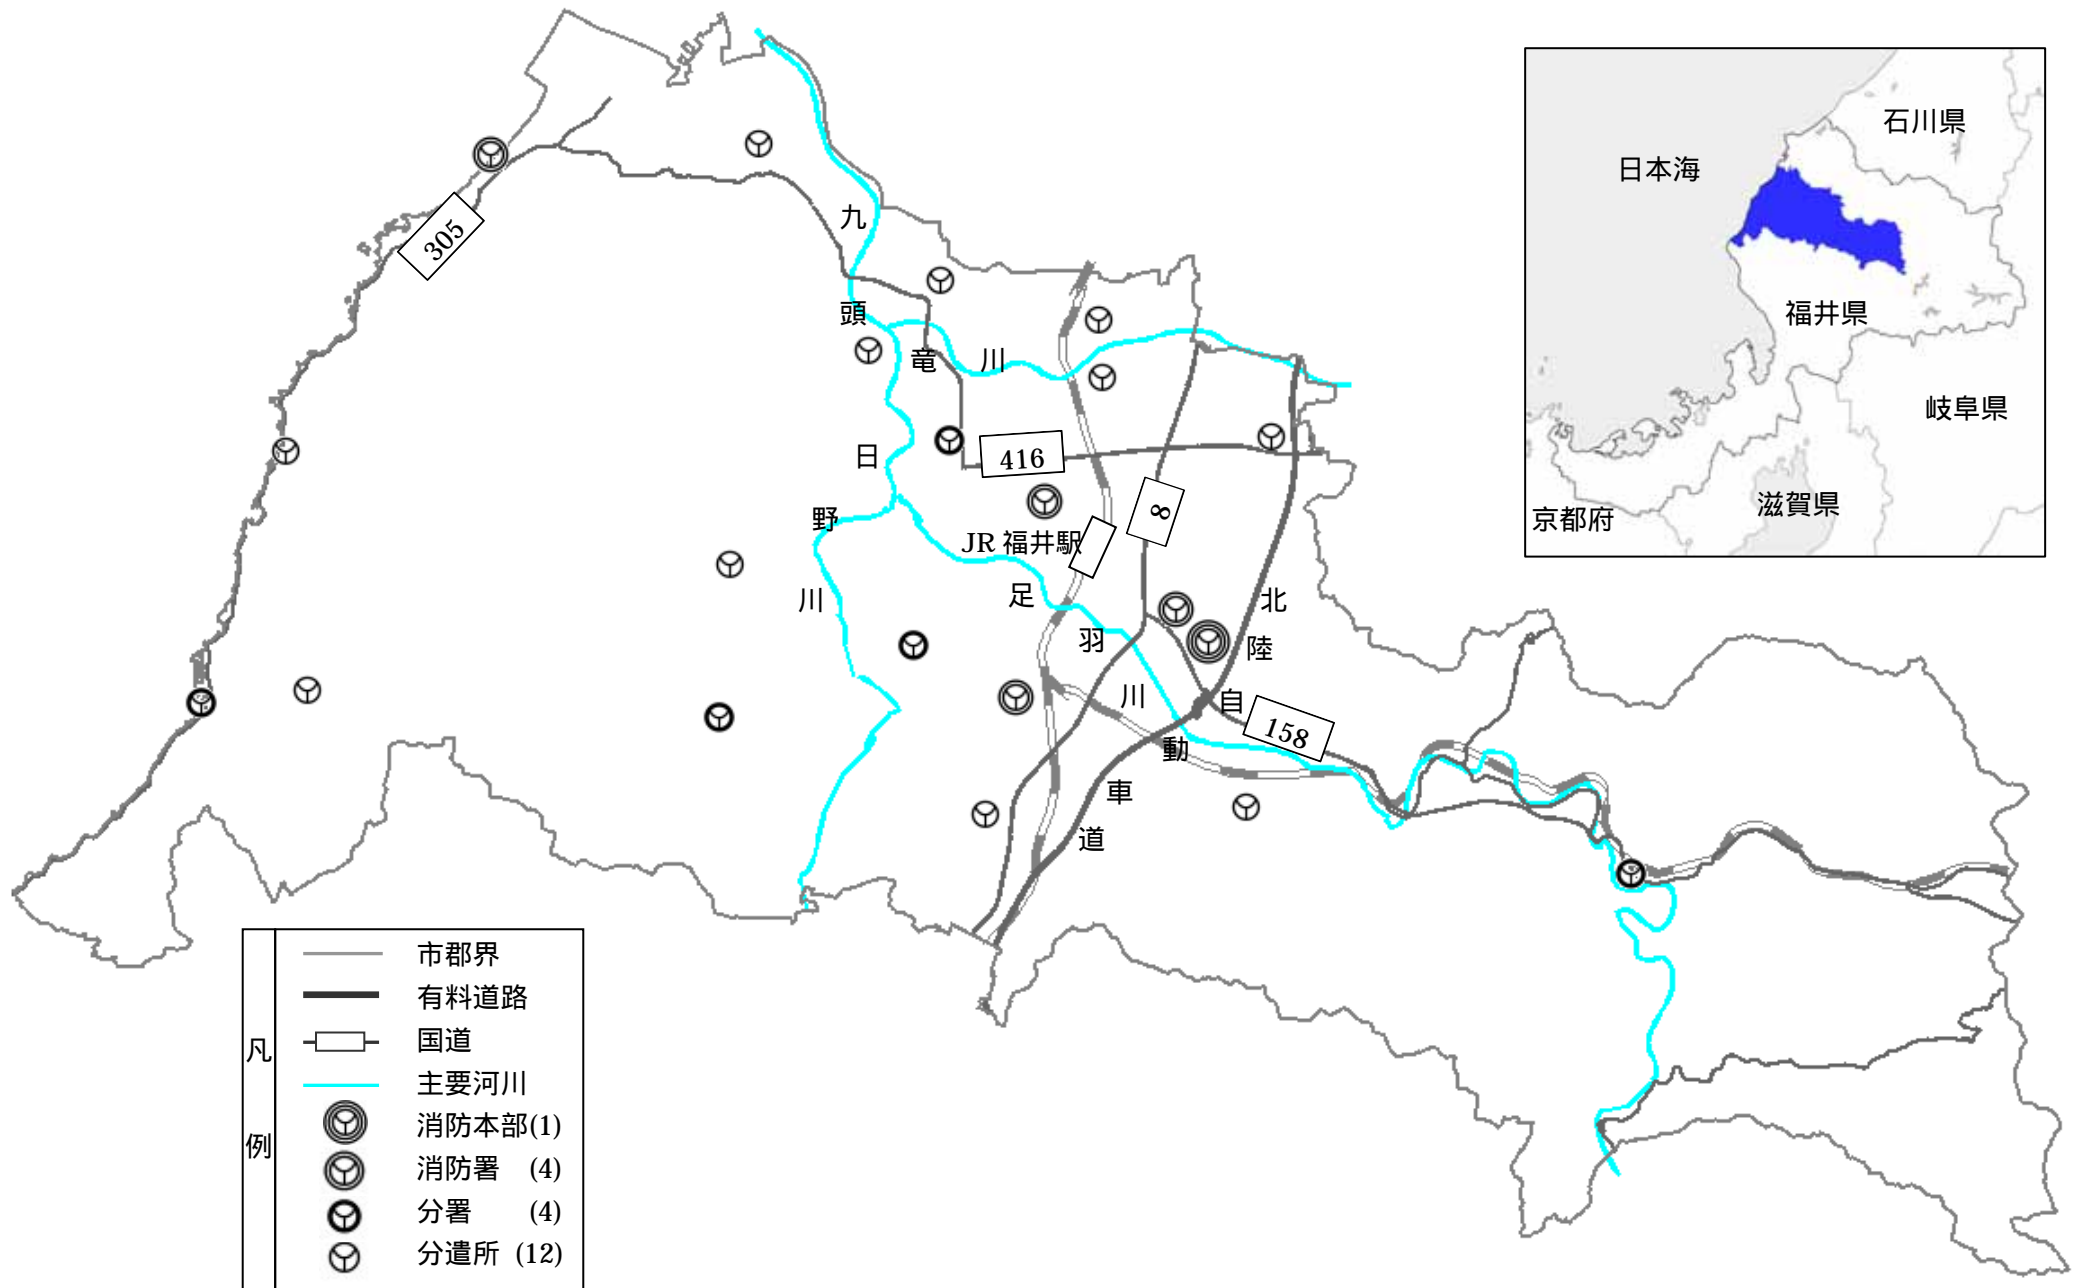 305
九頭竜川
日野川
416
8
JR 福井駅
足羽川
北陸自動車道
158
日本海
石川県
福井県
岐阜県
滋賀県
京都府
凡例
市郡界
有料道路
国道
主要河川
消防本部(1)
消防署 (4)
分署 (4)
分遣所 (12)